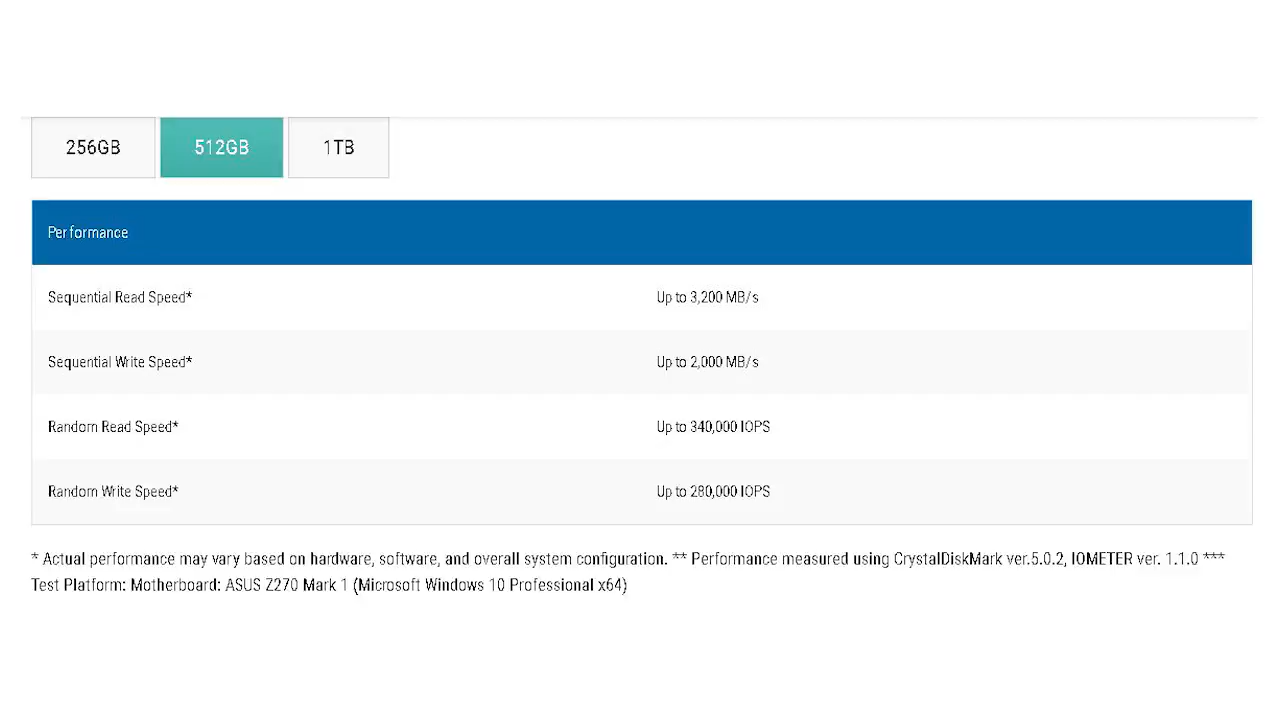 256GB 512GB 1TB
Performance
Sequential Read Speed* Up to 3,200 MB/s
Sequential Write Speed* Up to 2,000 MB/s
Random Read Speed* Up to 340,000 IOPS
Random Write Speed* Up to 280,000 IOPS
* Actual performance may vary based on hardware, software, and overall system configuration. ** Performance measured using CrystalDiskMark ver.5.0.2, IOMETER ver. 1.1.0 ***
Test Platform: Motherboard: ASUS Z270 Mark 1 (Microsoft Windows 10 Professional x64)